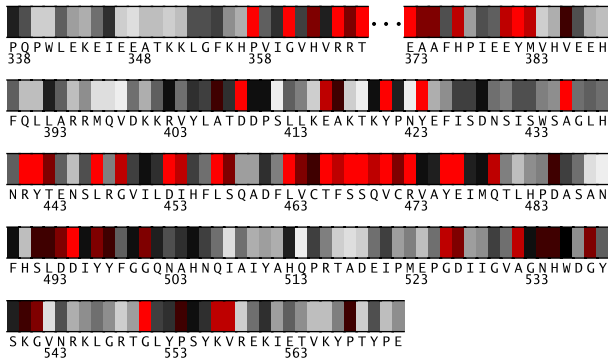 PQPWLEKEIEEATKKLGFKHPVIGVHVRRT ••• EAAFHPIEEYMVHVEEH
338 348 358 373 383
FQLLARRMQVDKKRVYLATDDPSLLKEAKTKYPNYEFISDNSISWSAGLH
393 403 413 423 433
NRYTENSLRGVILDIHFLSQADFLVCTFSSQVCRVAYEIMQTLHPDASAN
443 453 463 473 483
FHSLDDIYYFGGQNAHNQIAIYAHQPRTADEIPMEPGDIIGVAGNHWDGY
493 503 513 523 533
SKGVNRKLGRTGLYPSYKVREKIETVKYPTYPE
543 553 563